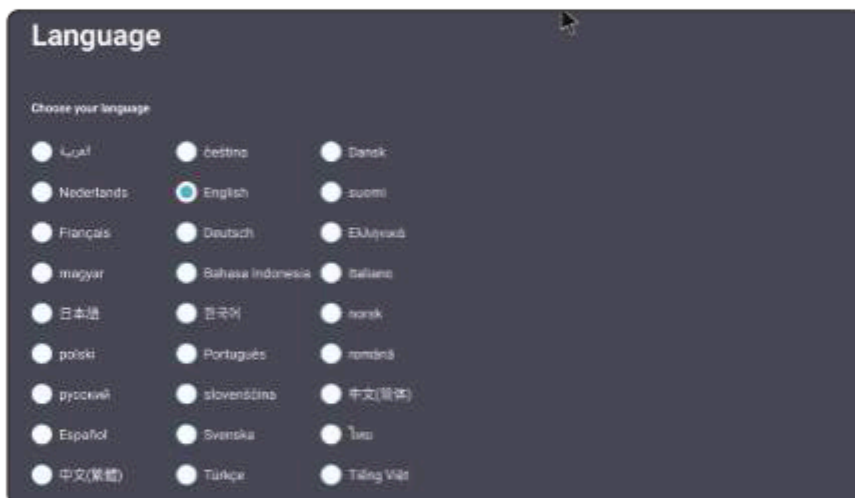 Language
Choose your language
العربية čeština Dansk
Nederlands English suomi
Français Deutsch Ελληνικά
magyar Bahasa Indonesia Italiano
日本語 한국어 norsk
polski Português română
русский slovenščina 中文(简体)
Español Svenska ไทย
中文(繁體) Türkçe Tiếng Việt